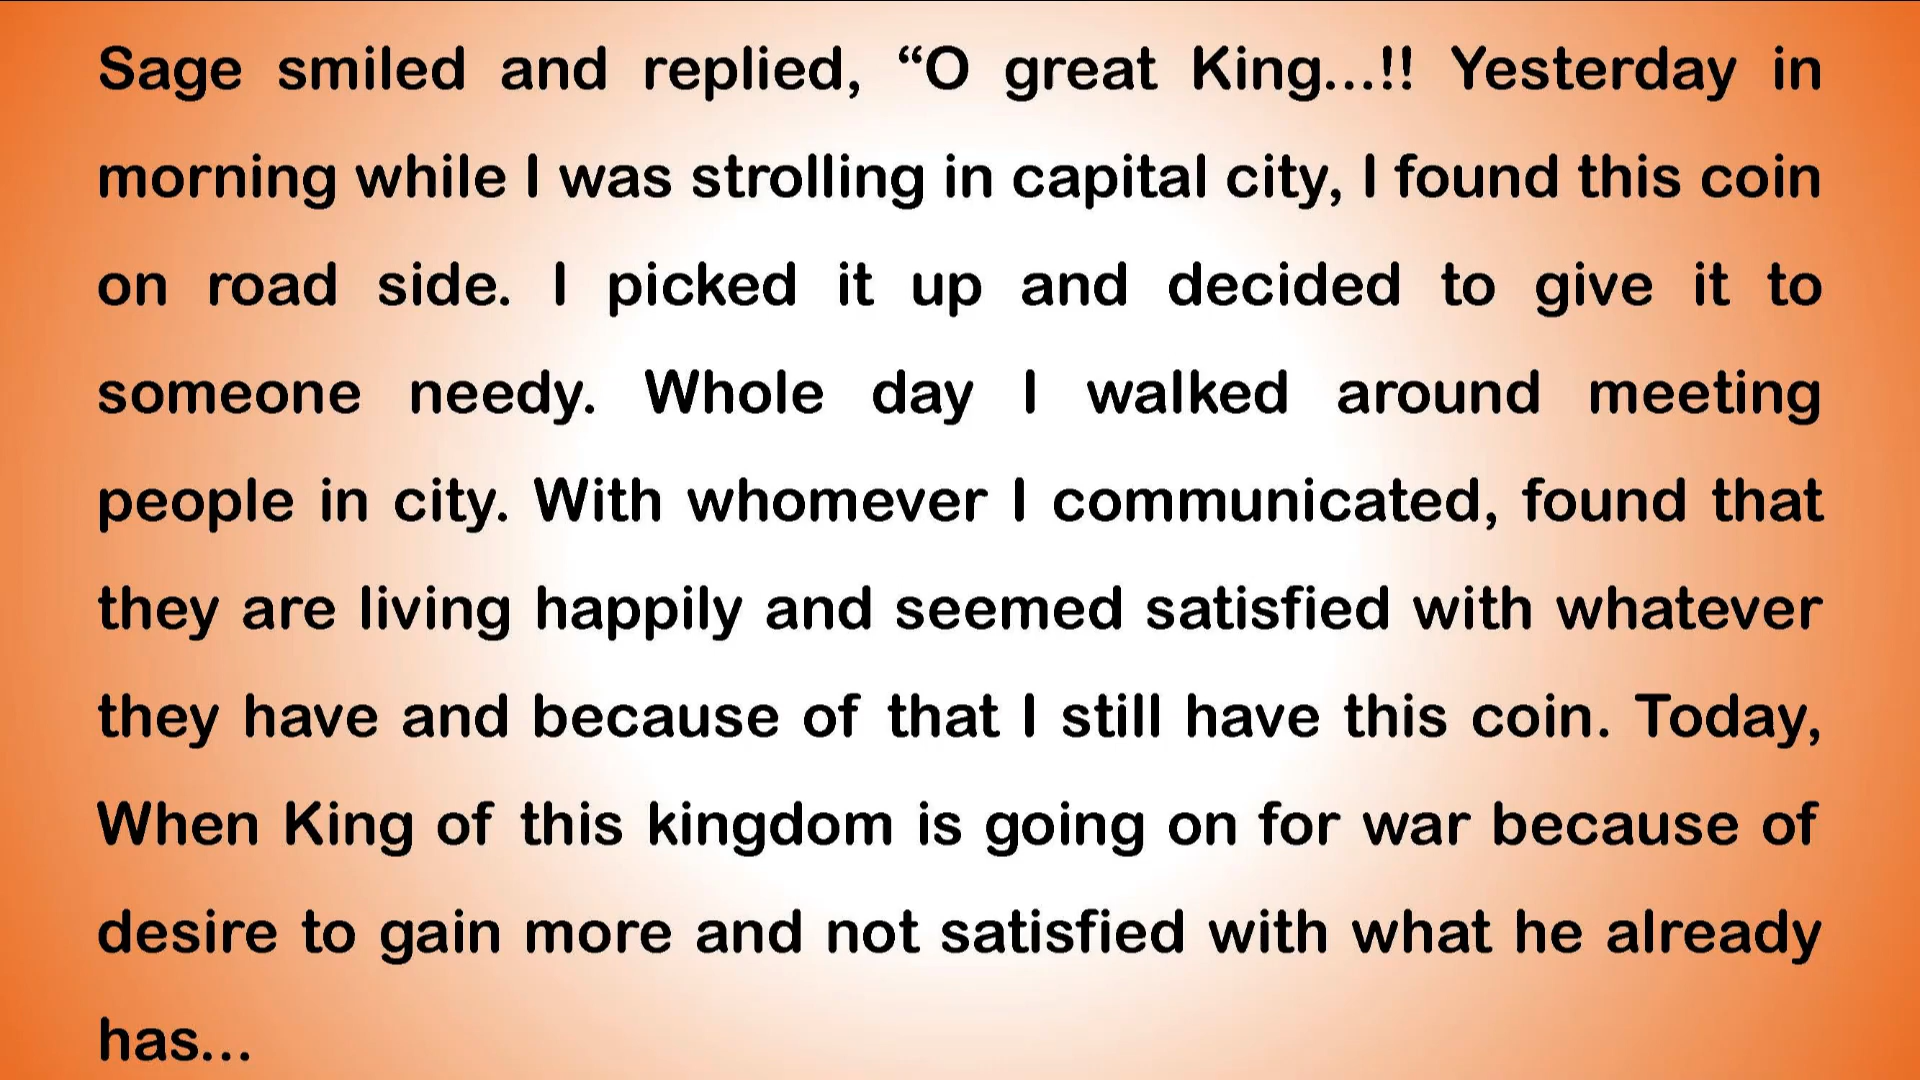 Sage smiled and replied, “O great King...!! Yesterday in
morning while I was strolling in capital city, I found this coin
on road side. I picked it up and decided to give it to
someone needy. Whole day I walked around meeting
people in city. With whomever I communicated, found that
they are living happily and seemed satisfied with whatever
they have and because of that I still have this coin. Today,
When King of this kingdom is going on for war because of
desire to gain more and not satisfied with what he already
has...